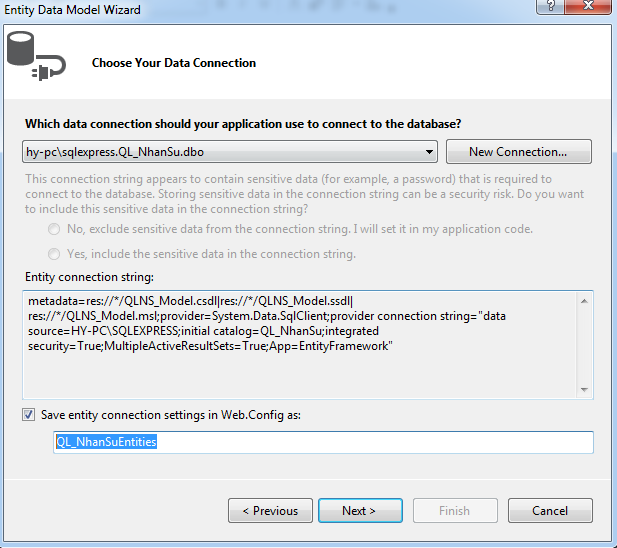 Entity Data Model Wizard
?
Choose Your Data Connection
Which data connection should your application use to connect to the database?
hy-pc\sqlexpress.QL_NhanSu.dbo
New Connection...
This connection string appears to contain sensitive data (for example, a password) that is required to
connect to the database. Storing sensitive data in the connection string can be a security risk. Do you want
to include this sensitive data in the connection string?
No, exclude sensitive data from the connection string. I will set it in my application code.
Yes, include the sensitive data in the connection string.
Entity connection string:
metadata=res://*/QLNS_Model.csdl|res://*/QLNS_Model.ssdl|
res://*/QLNS_Model.msl;provider=System.Data.SqlClient;provider connection string="data
source=HY-PC\SQLEXPRESS;initial catalog=QL_NhanSu;integrated
security=True;MultipleActiveResultSets=True;App=EntityFramework"
Save entity connection settings in Web.Config as:
QL_NhanSuEntities
< Previous
Next >
Finish
Cancel